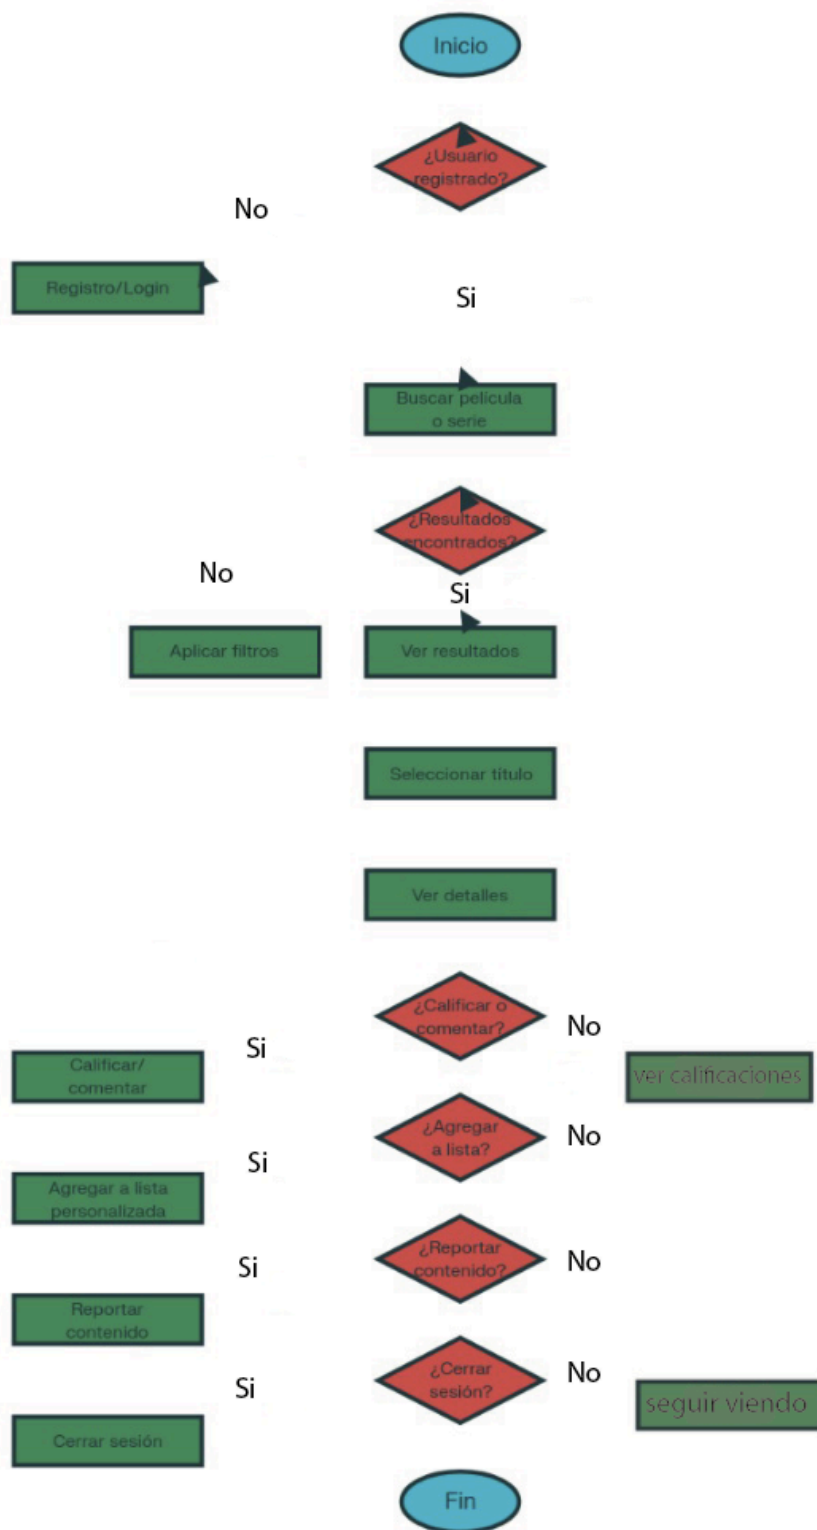 Inicio
¿Usuario
registrado?
No
Registro/Login
Si
Buscar película
o serie
¿Resultados
encontrados?
No
Si
Aplicar filtros
Ver resultados
Seleccionar título
Ver detalles
¿Calificar o
comentar?
No
Si
Calificar/
comentar
ver calificaciones
¿Agregar
a lista?
No
Si
Agregar a lista
personalizada
¿Reportar
contenido?
No
Si
Reportar
contenido
¿Cerrar
sesión?
No
Si
seguir viendo
Cerrar sesión
Fin